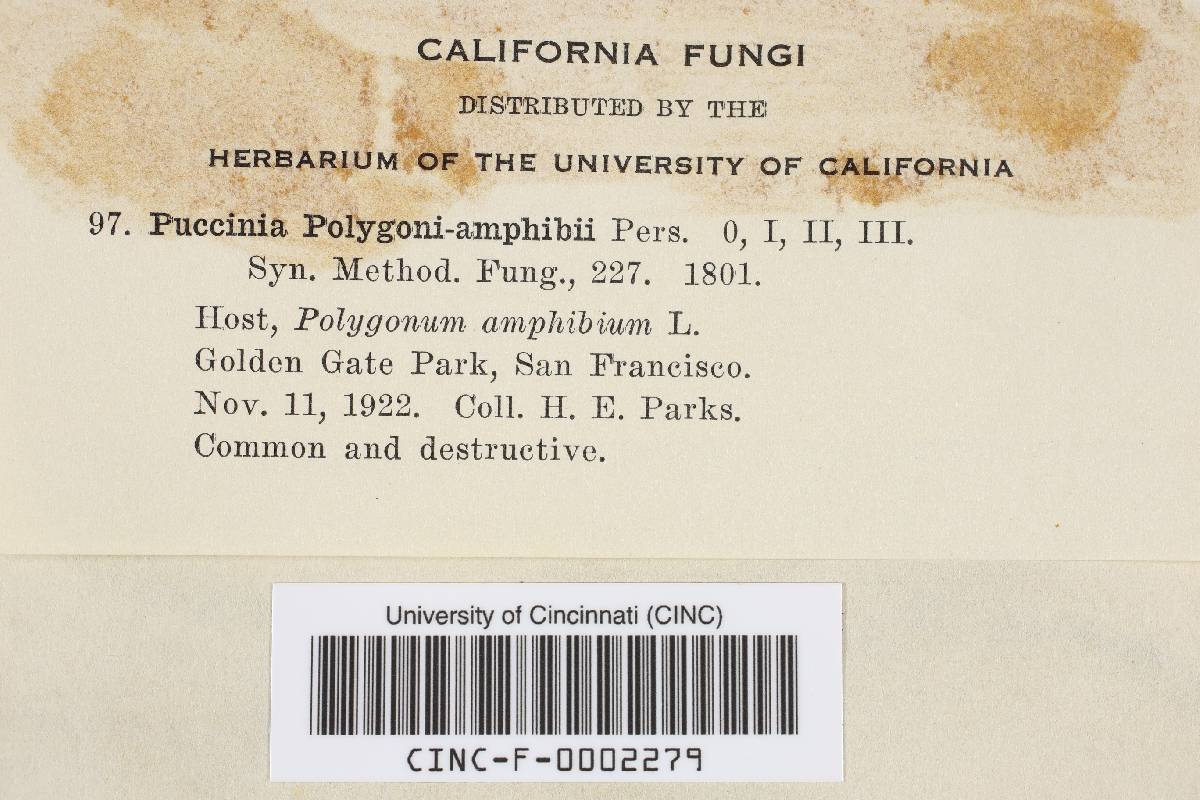 CALIFORNIA FUNGI
DISTRIBUTED BY THE
HERBARIUM OF THE UNIVERSITY OF CALIFORNIA
97. Puccinia Polygoni-amphibii Pers. 0, I, II, III.
Syn. Method. Fung., 227. 1801.
Host, Polygonum amphibium L.
Golden Gate Park, San Francisco.
Nov. 11, 1922. Coll. H. E. Parks.
Common and destructive.
University of Cincinnati (CINC)
CINC-F-0002279